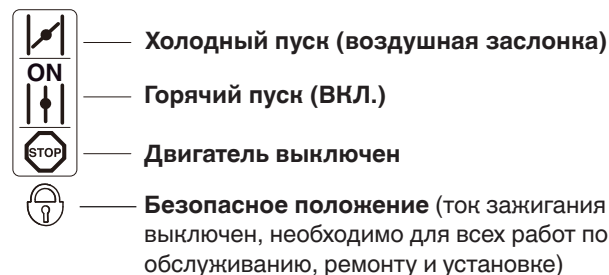 Холодный пуск (воздушная заслонка)
ON
Горячий пуск (ВКЛ.)
STOP
Двигатель выключен
Безопасное положение (ток зажигания
выключен, необходимо для всех работ по
обслуживанию, ремонту и установке)